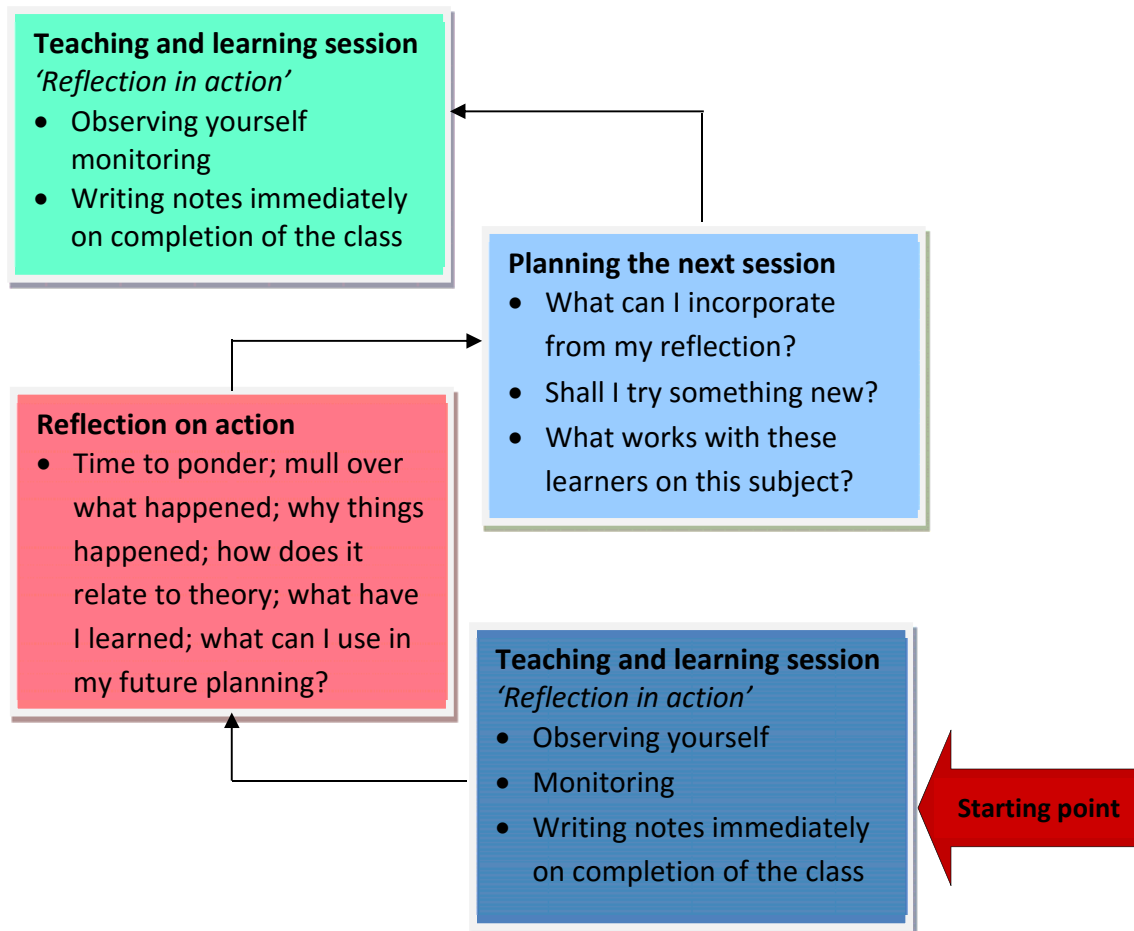 Teaching and learning session
‘Reflection in action’
• Observing yourself
monitoring
• Writing notes immediately
on completion of the class
Planning the next session
• What can I incorporate
from my reflection?
• Shall I try something new?
• What works with these
learners on this subject?
Reflection on action
• Time to ponder; mull over
what happened; why things
happened; how does it
relate to theory; what have
I learned; what can I use in
my future planning?
Teaching and learning session
‘Reflection in action’
• Observing yourself
• Monitoring
• Writing notes immediately
on completion of the class
Starting point